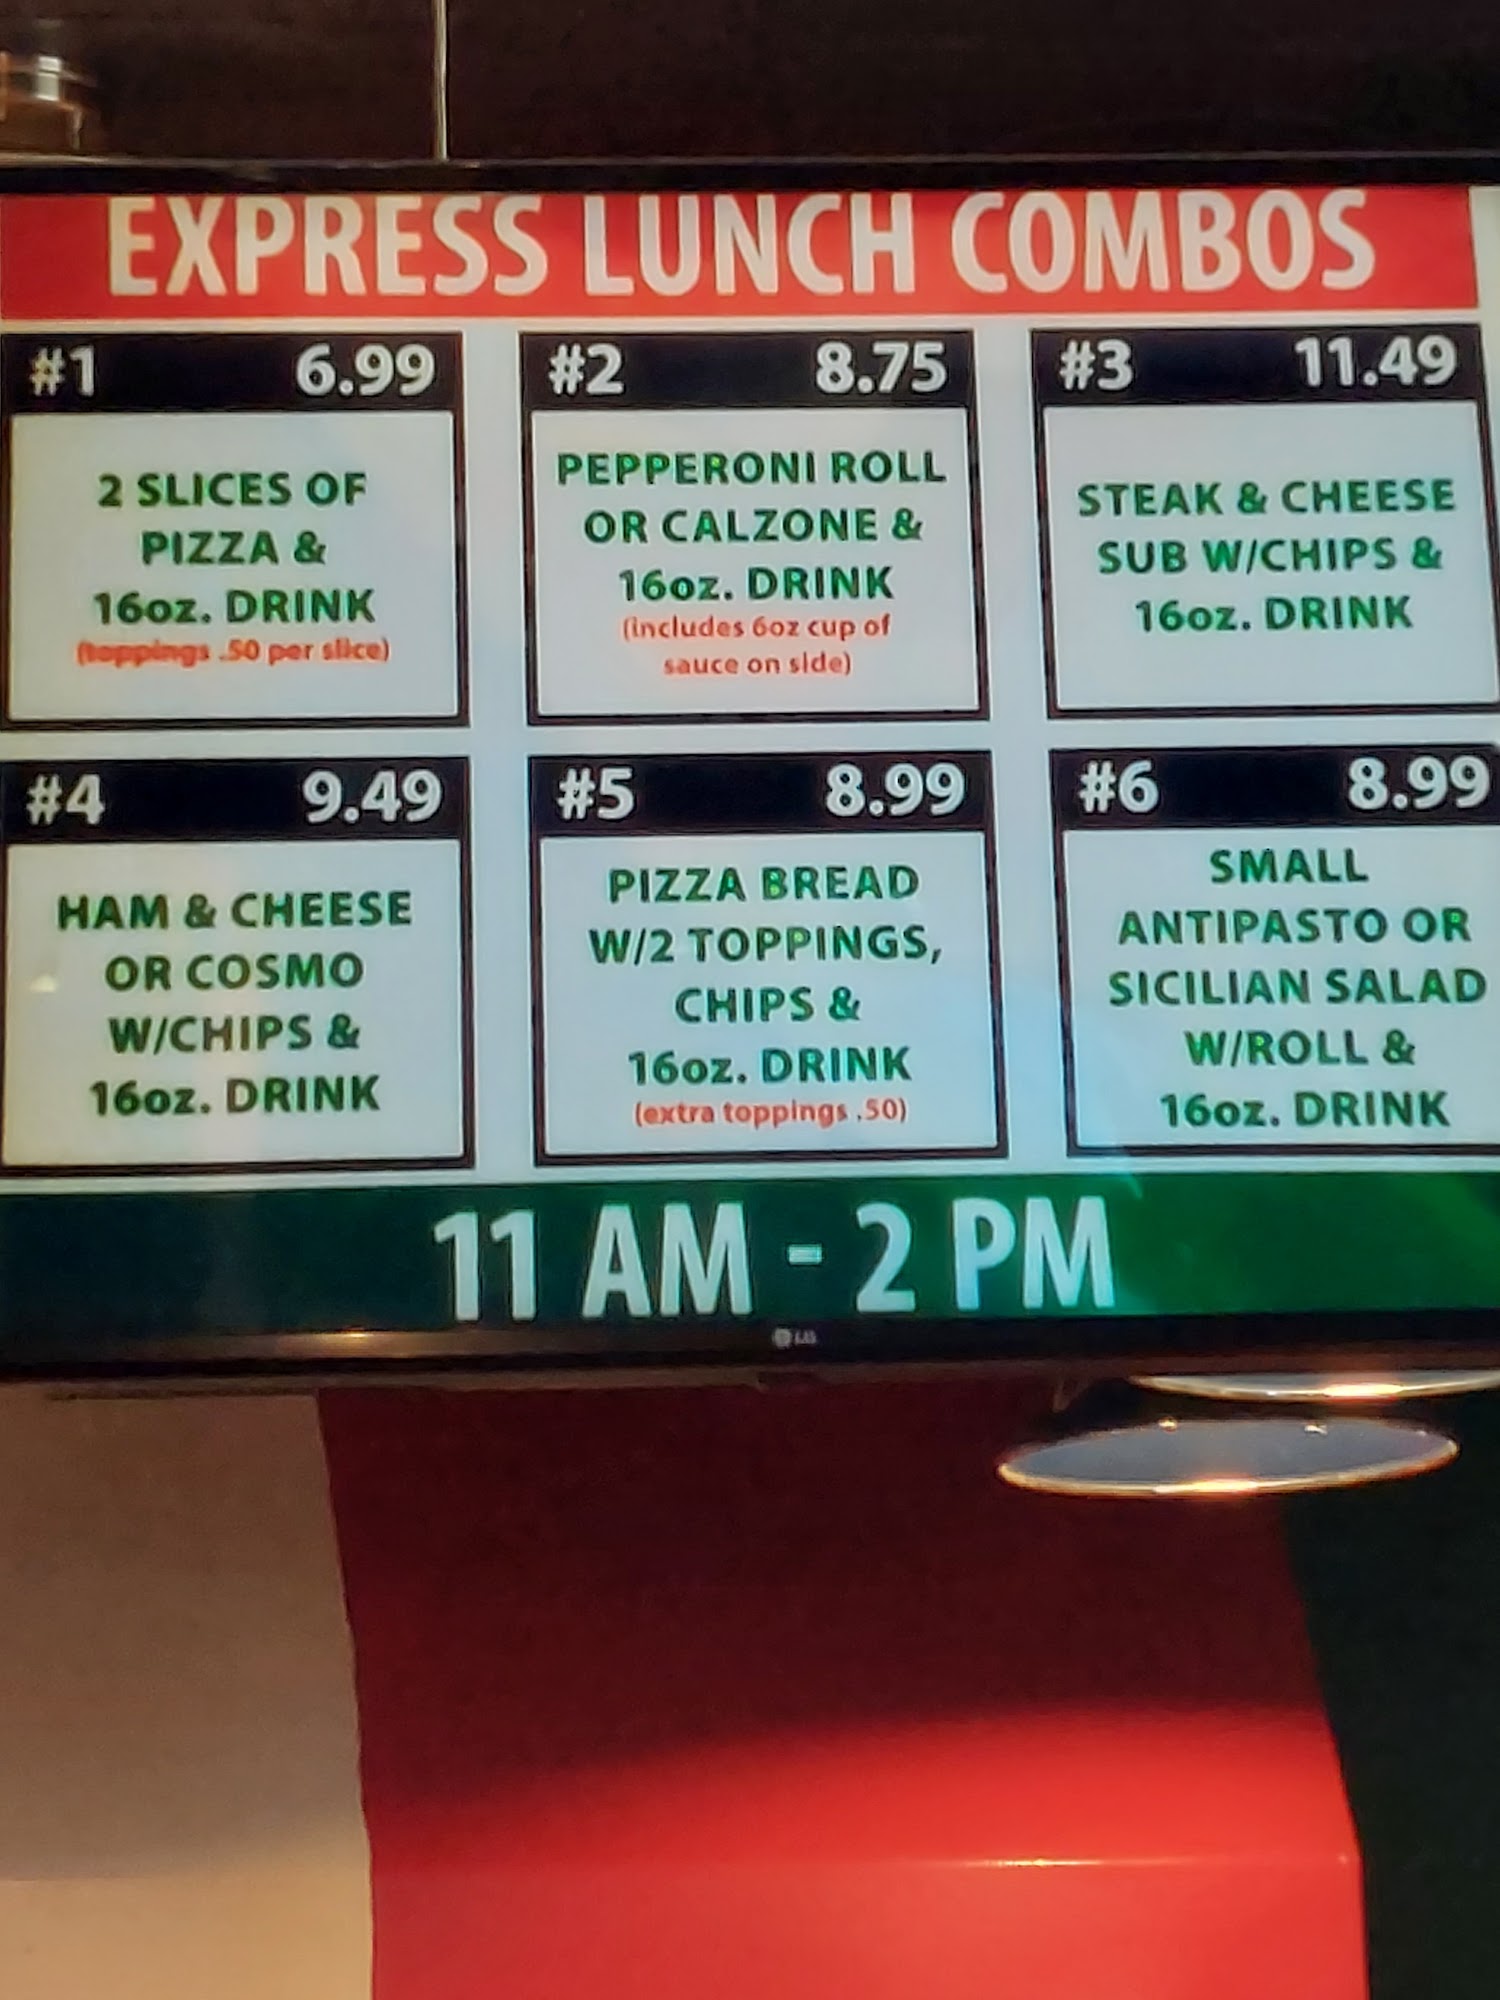 EXPRESS LUNCH COMBOS
#1 6.99
2 SLICES OF
PIZZA &
16oz. DRINK
(toppings .50 per slice)
#2 8.75
PEPPERONI ROLL
OR CALZONE &
16oz. DRINK
(includes 6oz cup of
sauce on side)
#3 11.49
STEAK & CHEESE
SUB W/CHIPS &
16oz. DRINK
#4 9.49
HAM & CHEESE
OR COSMO
W/CHIPS &
16oz. DRINK
#5 8.99
PIZZA BREAD
W/2 TOPPINGS,
CHIPS &
16oz. DRINK
(extra toppings .50)
#6 8.99
SMALL
ANTIPASTO OR
SICILIAN SALAD
W/ROLL &
16oz. DRINK
11 AM - 2 PM
LG